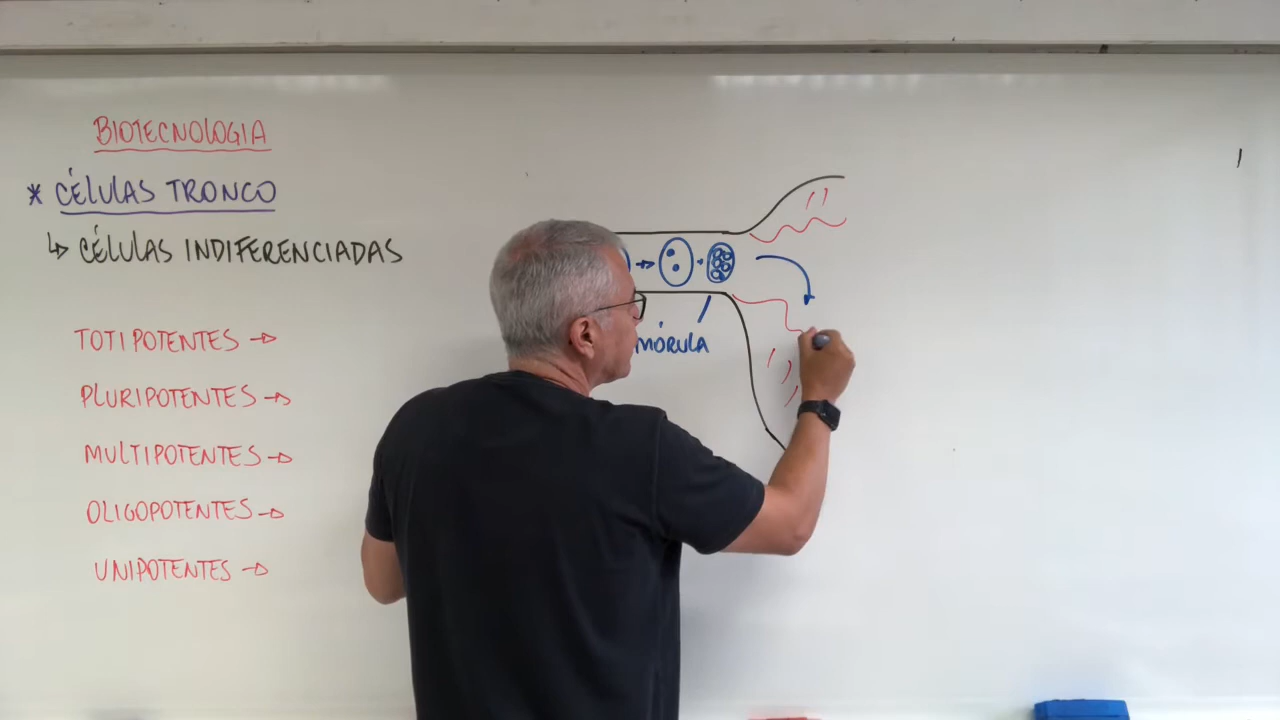 BIOTECNOLOGIA
* CÉLULAS TRONCO
↳ CÉLULAS INDIFERENCIADAS
TOTIPOTENTES →
PLURIPOTENTES →
MULTIPOTENTES →
OLIGOPOTENTES →
UNIPOTENTES →
MÓRULA